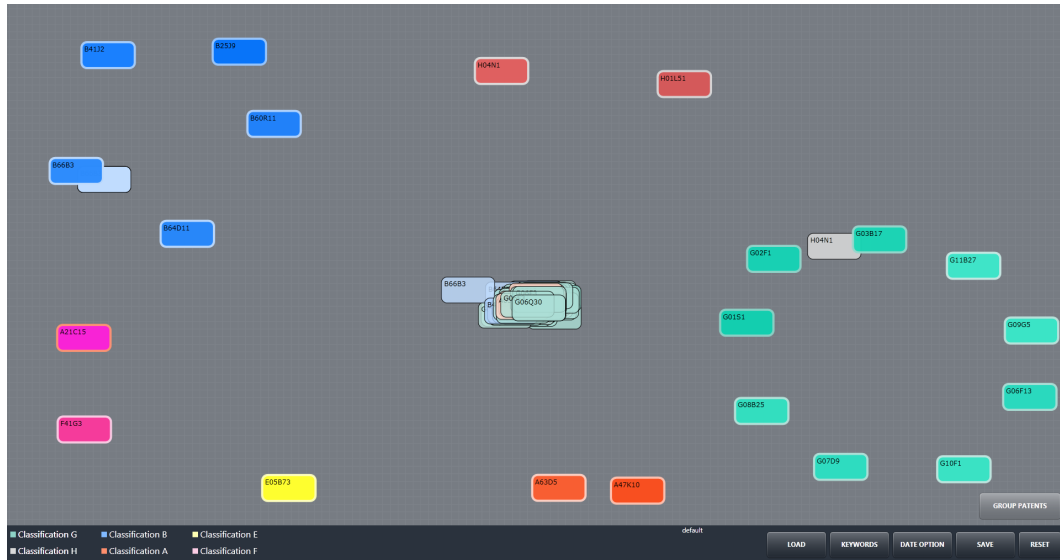 B41J2
B25J9
H04N1
H01L51
B60R11
B66B3
B64D11
H04N1
G03B17
G02F1
G11B27
B66B3
G06Q30
G01S1
G09G5
A21C15
G06F13
G08B25
F41G3
G07D9
G10F1
E05B73
A63D5
A47K10
GROUP PATENTS
default
Classification G
Classification B
Classification E
Classification H
Classification A
Classification F
LOAD
KEYWORDS
DATE OPTION
SAVE
RESET